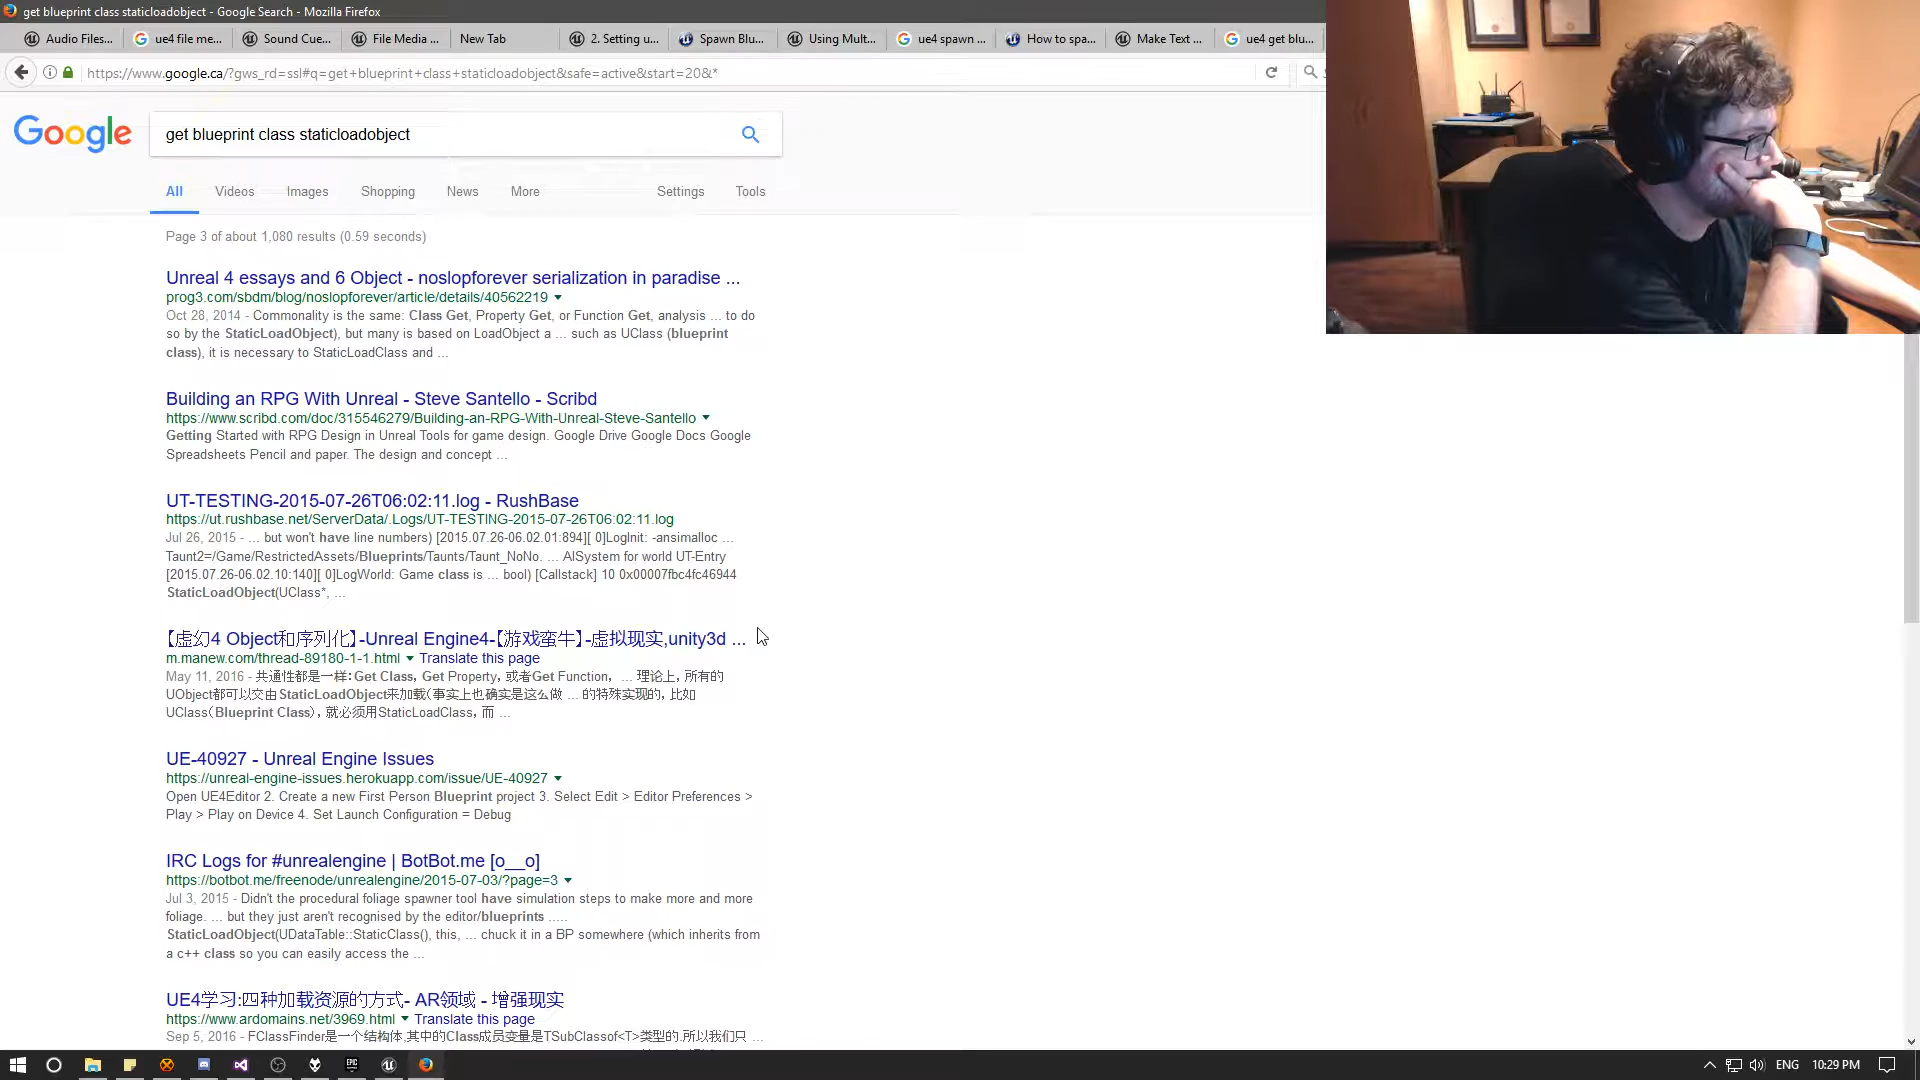 get blueprint class staticloadobject - Google Search - Mozilla Firefox
Audio Files... ue4 file me... Sound Cue... File Media ... New Tab 2. Setting u... Spawn Blu... Using Mult... ue4 spawn ... How to spa... Make Text ... ue4 get blu...
https://www.google.ca/?gws_rd=ssl#q=get+blueprint+class+staticloadobject&safe=active&start=20&*
Google get blueprint class staticloadobject
All Videos Images Shopping News More Settings Tools
Page 3 of about 1,080 results (0.59 seconds)
Unreal 4 essays and 6 Object - noslopforever serialization in paradise ...
prog3.com/sbdm/blog/noslopforever/article/details/40562219
Oct 28, 2014 - Commonality is the same: Class Get, Property Get, or Function Get, analysis ... to do
so by the StaticLoadObject), but many is based on LoadObject a ... such as UClass (blueprint
class), it is necessary to StaticLoadClass and ...
Building an RPG With Unreal - Steve Santello - Scribd
https://www.scribd.com/doc/315546279/Building-an-RPG-With-Unreal-Steve-Santello
Getting Started with RPG Design in Unreal Tools for game design. Google Drive Google Docs Google
Spreadsheets Pencil and paper. The design and concept ...
UT-TESTING-2015-07-26T06:02:11.log - RushBase
https://ut.rushbase.net/ServerData/.Logs/UT-TESTING-2015-07-26T06:02:11.log
Jul 26, 2015 - ... but won't have line numbers) [2015.07.26-06.02.01:894][ 0]LogInit: -ansimalloc ...
Taunt2=/Game/RestrictedAssets/Blueprints/Taunts/Taunt_NoNo. ... AISystem for world UT-Entry
[2015.07.26-06.02.10:140][ 0]LogWorld: Game class is ... bool) [Callstack] 10 0x00007fbc4fc46944
StaticLoadObject(UClass*, ...
【虚幻4 Object和序列化】-Unreal Engine4-【游戏蛮牛】-虚拟现实,unity3d ...
m.manew.com/thread-89180-1-1.html Translate this page
May 11, 2016 - 共通性都是一样：Get Class，Get Property，或者Get Function， ... 理论上，所有的
UObject都可以交由StaticLoadObject来加载（事实上也确实是这么做 ... 的特殊实现的，比如
UClass（Blueprint Class），就必须用StaticLoadClass，而 ...
UE-40927 - Unreal Engine Issues
https://unreal-engine-issues.herokuapp.com/issue/UE-40927
Open UE4Editor 2. Create a new First Person Blueprint project 3. Select Edit > Editor Preferences >
Play > Play on Device 4. Set Launch Configuration = Debug
IRC Logs for #unrealengine | BotBot.me [o__o]
https://botbot.me/freenode/unrealengine/2015-07-03/?page=3
Jul 3, 2015 - Didn't the procedural foliage spawner tool have simulation steps to make more and more
foliage. ... but they just aren't recognised by the editor/blueprints .....
StaticLoadObject(UDataTable::StaticClass(), this, ... chuck it in a BP somewhere (which inherits from
a c++ class so you can easily access the ...
UE4学习:四种加载资源的方式- AR领域 - 增强现实
https://www.ardomains.net/3969.html Translate this page
Sep 5, 2016 - FClassFinder是一个结构体,其中的Class成员变量是TSubClassof<T>类型的.所以我们只 ...
ENG 10:29 PM